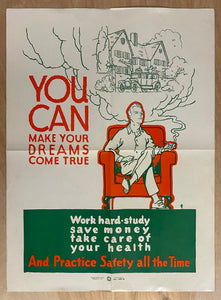 YOU
CAN
MAKE YOUR
DREAMS
COME TRUE
Work hard-study
save money
take care of
your health
And Practice Safety all the Time